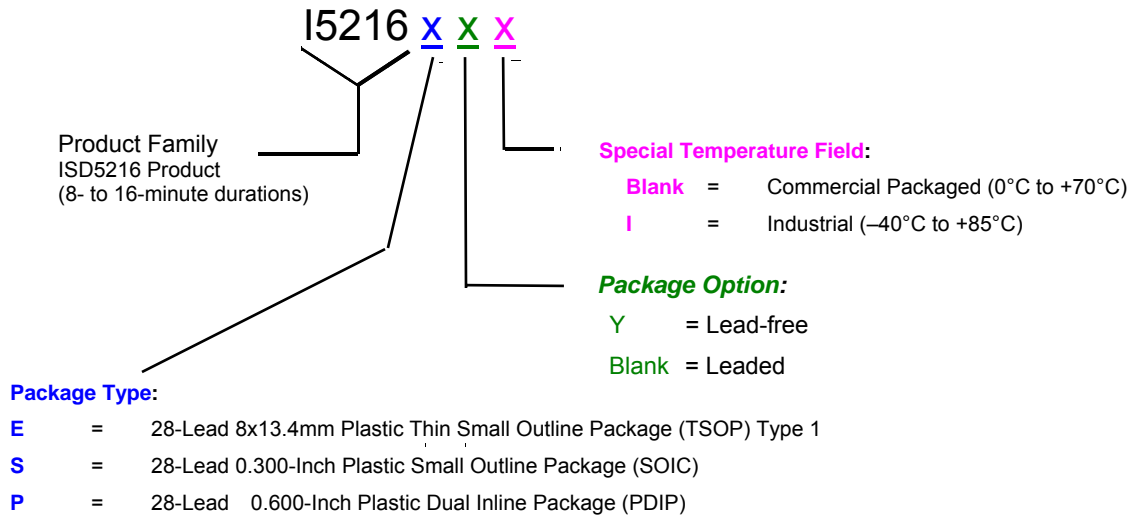 I5216 X X X
Product Family
ISD5216 Product
(8- to 16-minute durations)
Special Temperature Field:
Blank = Commercial Packaged (0°C to +70°C)
I = Industrial (–40°C to +85°C)
Package Option:
Y = Lead-free
Blank = Leaded
Package Type:
E = 28-Lead 8x13.4mm Plastic Thin Small Outline Package (TSOP) Type 1
S = 28-Lead 0.300-Inch Plastic Small Outline Package (SOIC)
P = 28-Lead 0.600-Inch Plastic Dual Inline Package (PDIP)